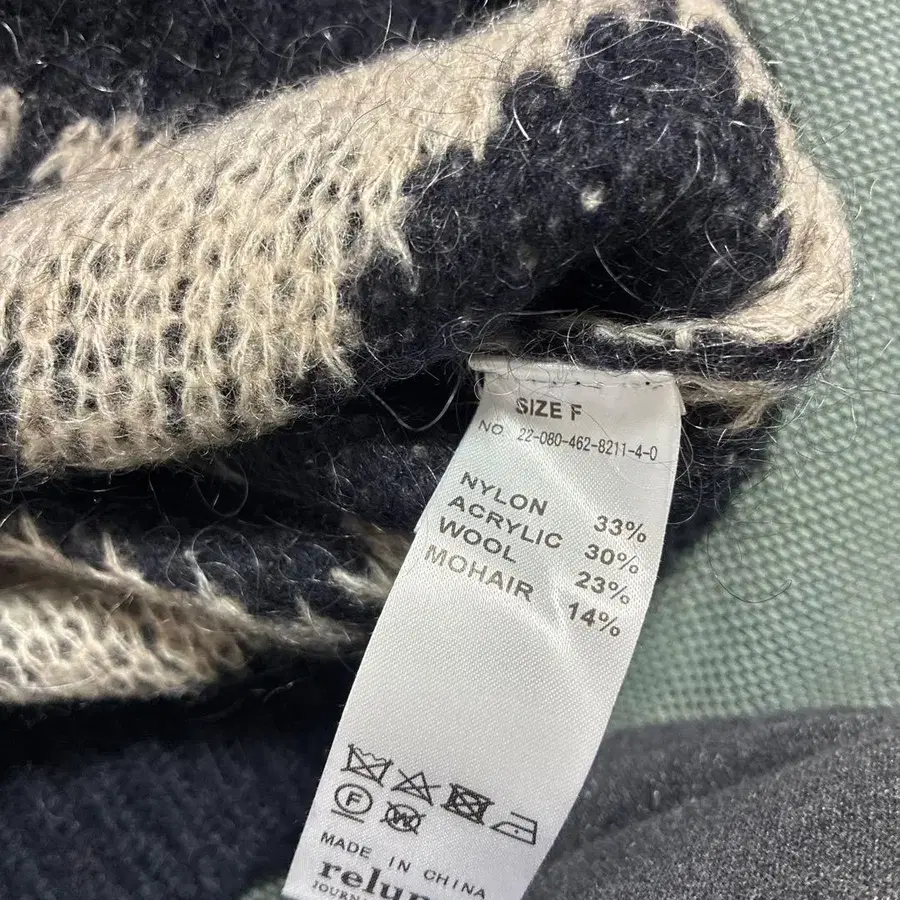 SIZE F
NO. 22-080-462-8211-4-0
NYLON 33%
ACRYLIC 30%
WOOL 23%
MOHAIR 14%
F W
MADE IN CHINA